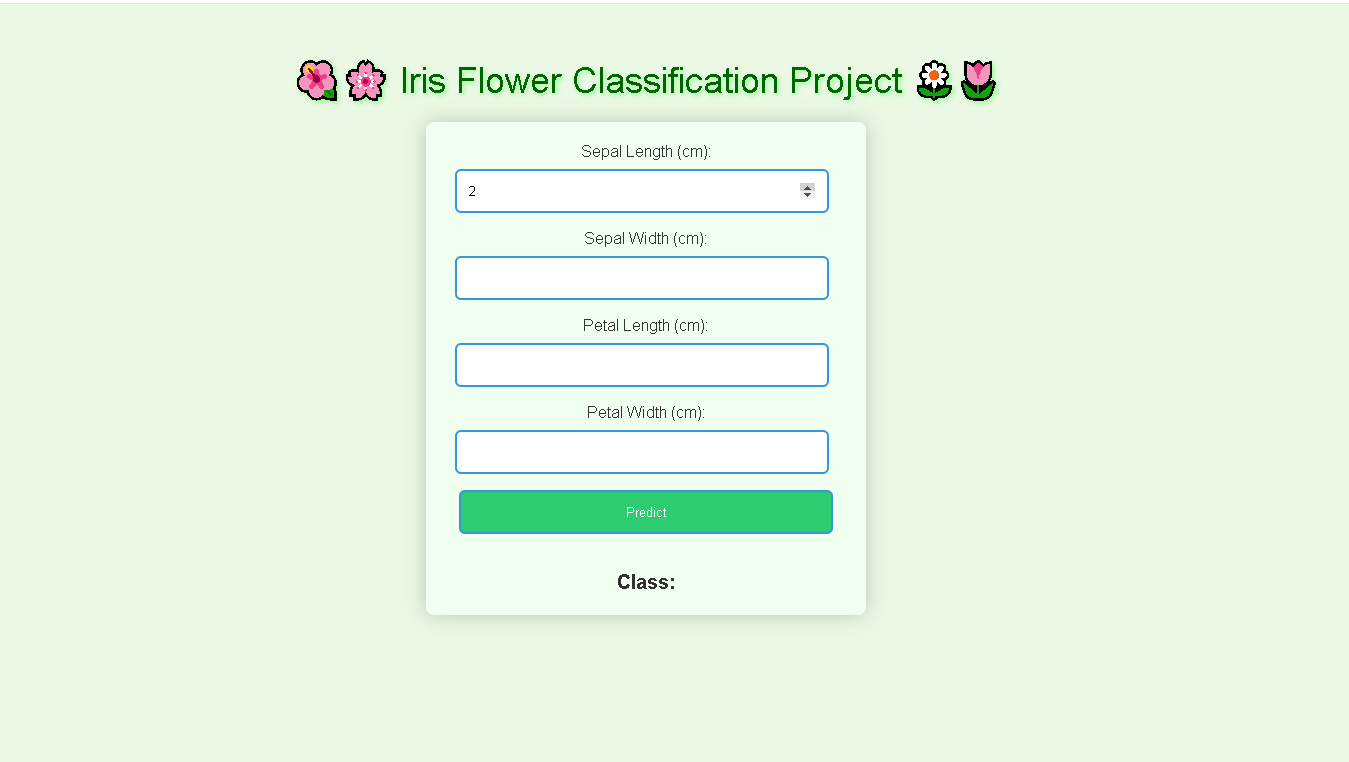 Iris Flower Classification Project
Sepal Length (cm):
2
Sepal Width (cm):
Petal Length (cm):
Petal Width (cm):
Predict
Class: